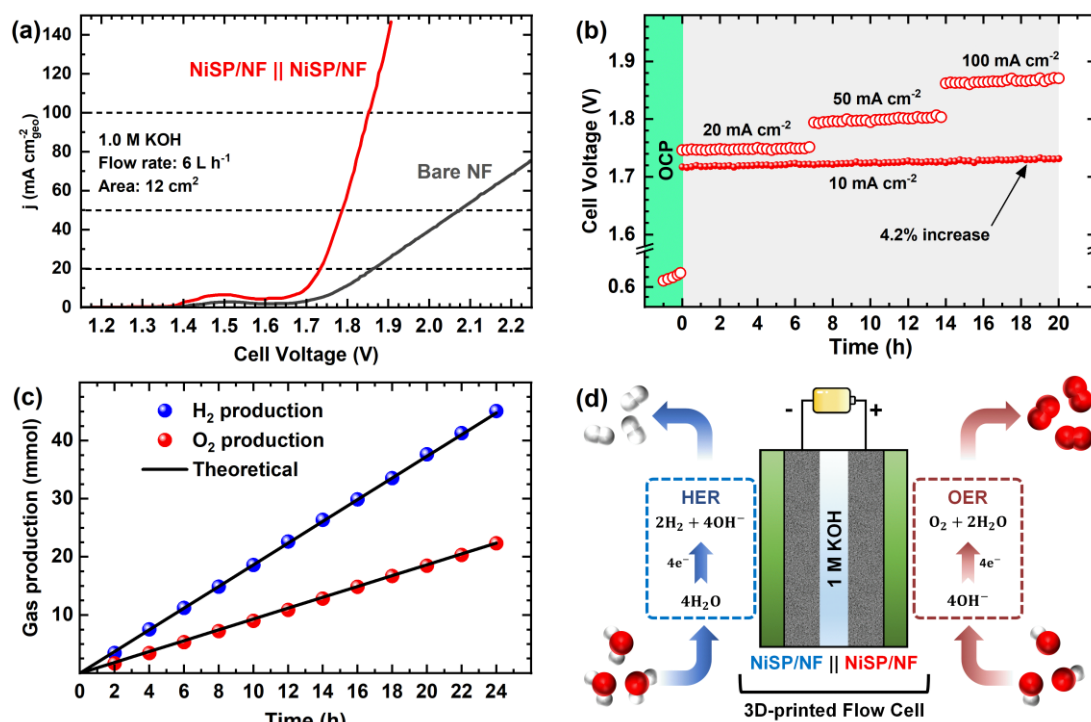 (a)
NiSP/NF || NiSP/NF
1.0 M KOH
Flow rate: 6 L h⁻¹
Area: 12 cm²
Bare NF
j (mA cm⁻²geo)
140
120
100
80
60
40
20
0
1.2 1.3 1.4 1.5 1.6 1.7 1.8 1.9 2.0 2.1 2.2
Cell Voltage (V)
(b)
OCP
20 mA cm⁻²
50 mA cm⁻²
100 mA cm⁻²
10 mA cm⁻²
4.2% increase
Cell Voltage (V)
1.9
1.8
1.7
1.6
0.6
0 2 4 6 8 10 12 14 16 18 20
Time (h)
(c)
H₂ production
O₂ production
Theoretical
Gas production (mmol)
40
30
20
10
2 4 6 8 10 12 14 16 18 20 22 24
Time (h)
(d)
- +
HER
2H₂ + 4OH⁻
4e⁻
4H₂O
1 M KOH
OER
O₂ + 2H₂O
4e⁻
4OH⁻
NiSP/NF || NiSP/NF
3D-printed Flow Cell